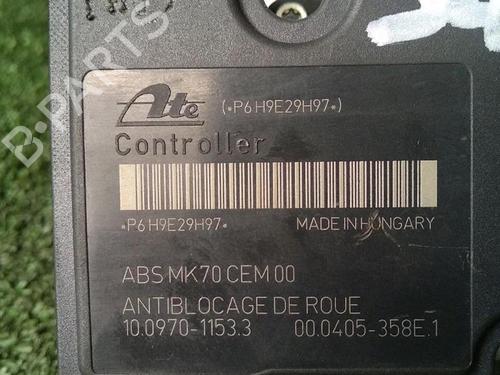 B-PARTS
Ate (*P6H9E29H97*)
Controller
*P6H9E29H97* MADE IN HUNGARY
ABS MK70 CEM 00
ANTIBLOCAGE DE ROUE
10.0970-1153.3 00.0405-358E.1